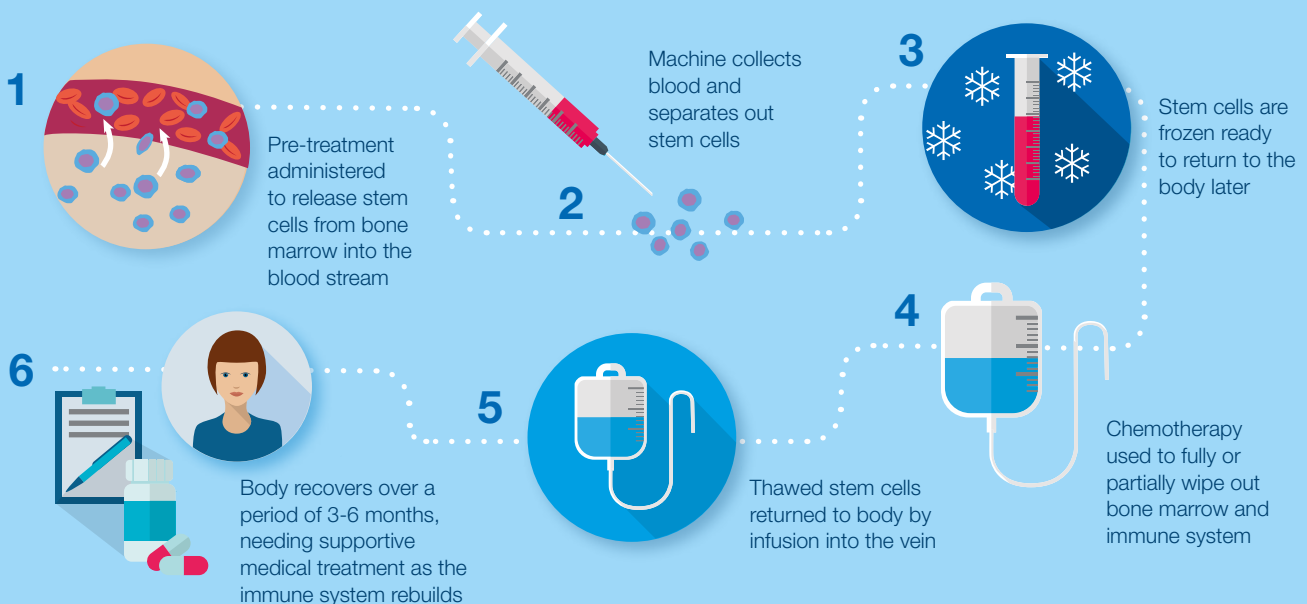 1
Pre-treatment
administered
to release stem
cells from bone
marrow into the
blood stream
2
Machine collects
blood and
separates out
stem cells
3
Stem cells are
frozen ready
to return to the
body later
4
Chemotherapy
used to fully or
partially wipe out
bone marrow and
immune system
5
Thawed stem cells
returned to body by
infusion into the vein
6
Body recovers over a
period of 3-6 months,
needing supportive
medical treatment as the
immune system rebuilds